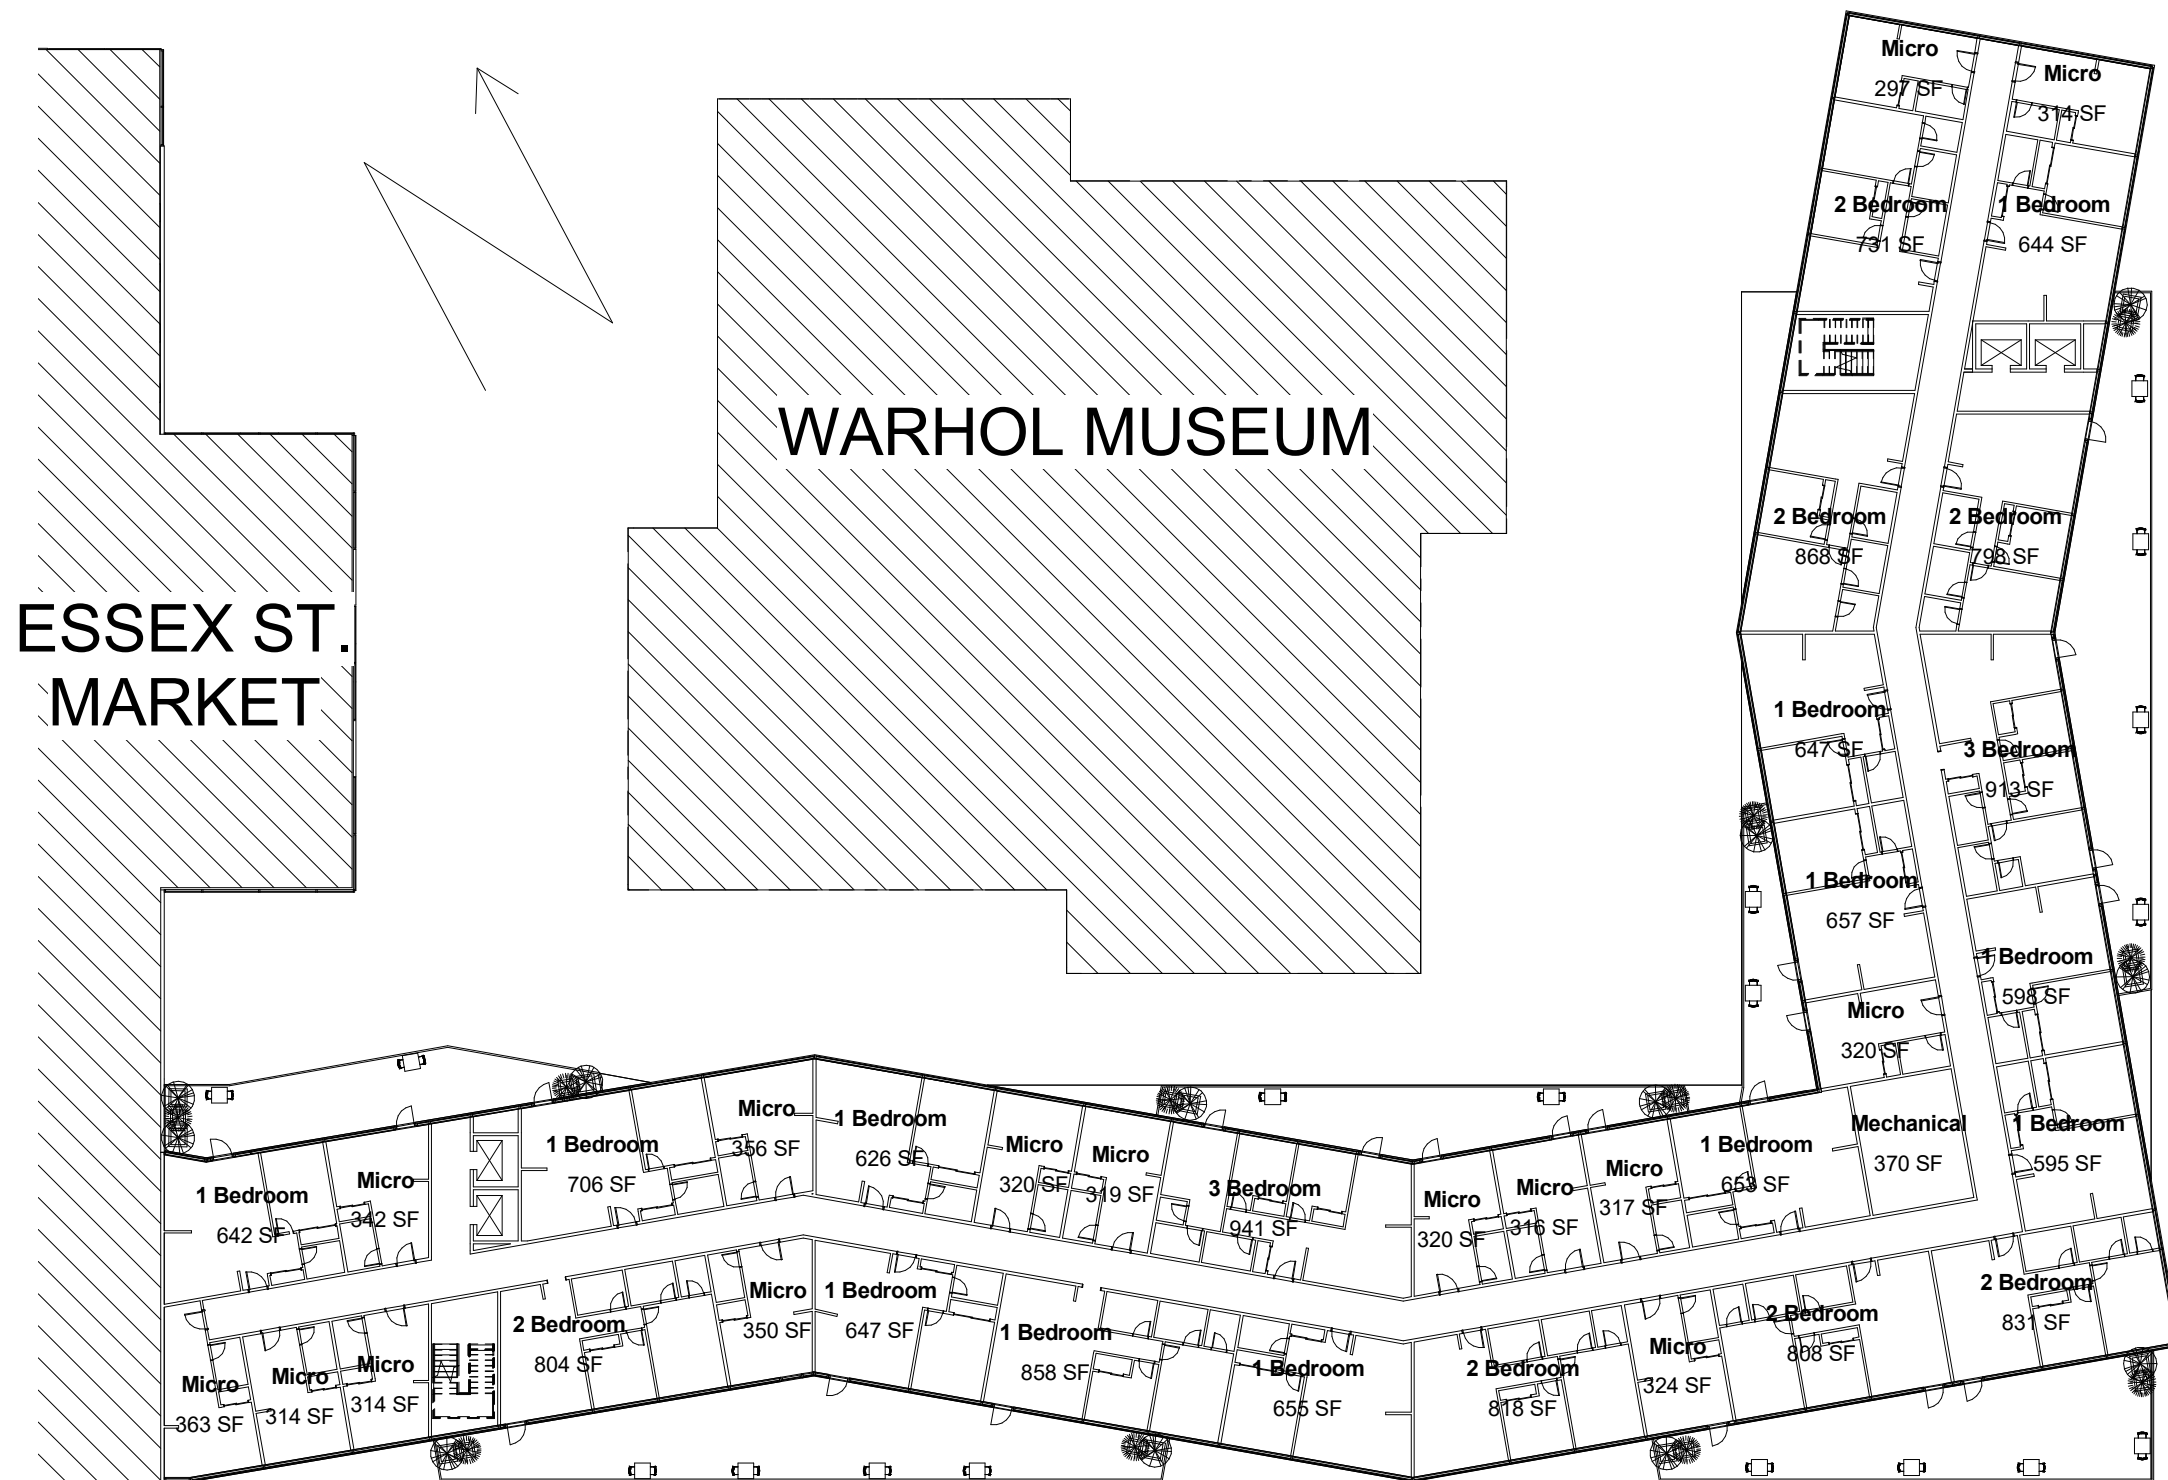 Micro
297 SF
Micro
314 SF
2 Bedroom
731 SF
1 Bedroom
644 SF
WARHOL MUSEUM
2 Bedroom
868 SF
2 Bedroom
798 SF
ESSEX ST.
MARKET
1 Bedroom
647 SF
3 Bedroom
913 SF
1 Bedroom
657 SF
1 Bedroom
598 SF
Micro
320 SF
Mechanical
370 SF
1 Bedroom
595 SF
1 Bedroom
642 SF
Micro
342 SF
1 Bedroom
706 SF
Micro
356 SF
1 Bedroom
626 SF
Micro
320 SF
Micro
319 SF
3 Bedroom
941 SF
Micro
320 SF
Micro
316 SF
Micro
317 SF
1 Bedroom
653 SF
Micro
363 SF
Micro
314 SF
Micro
314 SF
2 Bedroom
804 SF
Micro
350 SF
1 Bedroom
647 SF
1 Bedroom
858 SF
1 Bedroom
655 SF
2 Bedroom
818 SF
Micro
324 SF
2 Bedroom
808 SF
2 Bedroom
831 SF